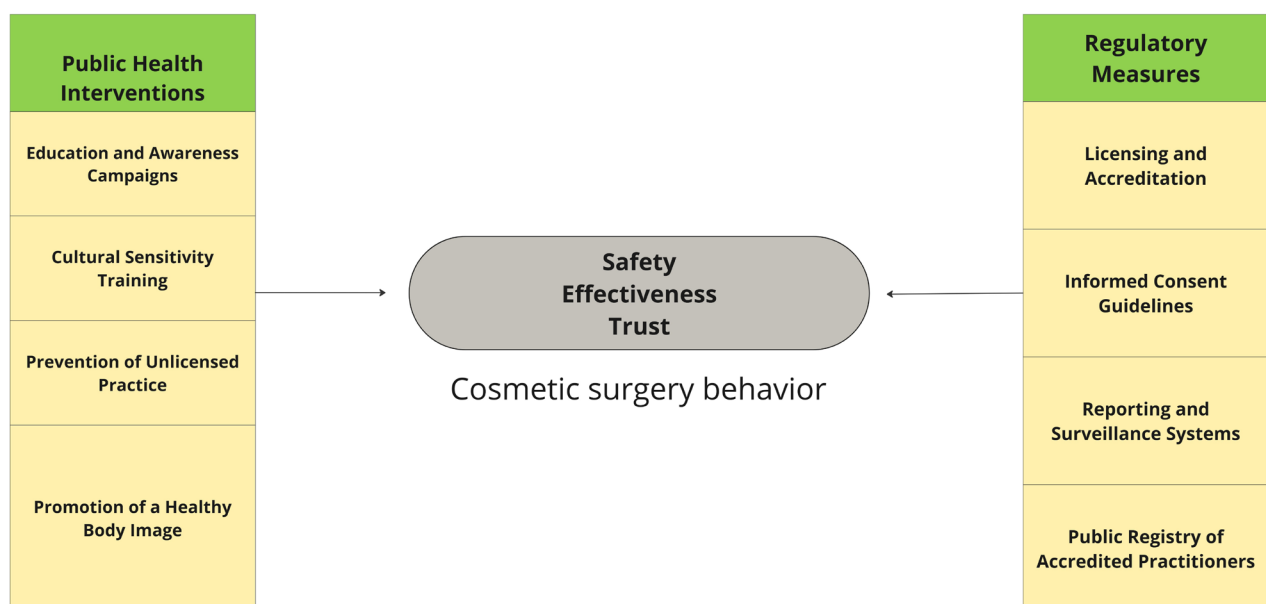 Public Health
Interventions
Education and Awareness
Campaigns
Cultural Sensitivity
Training
Prevention of Unlicensed
Practice
Promotion of a Healthy
Body Image
Safety
Effectiveness
Trust
Cosmetic surgery behavior
Regulatory
Measures
Licensing and
Accreditation
Informed Consent
Guidelines
Reporting and
Surveillance Systems
Public Registry of
Accredited Practitioners